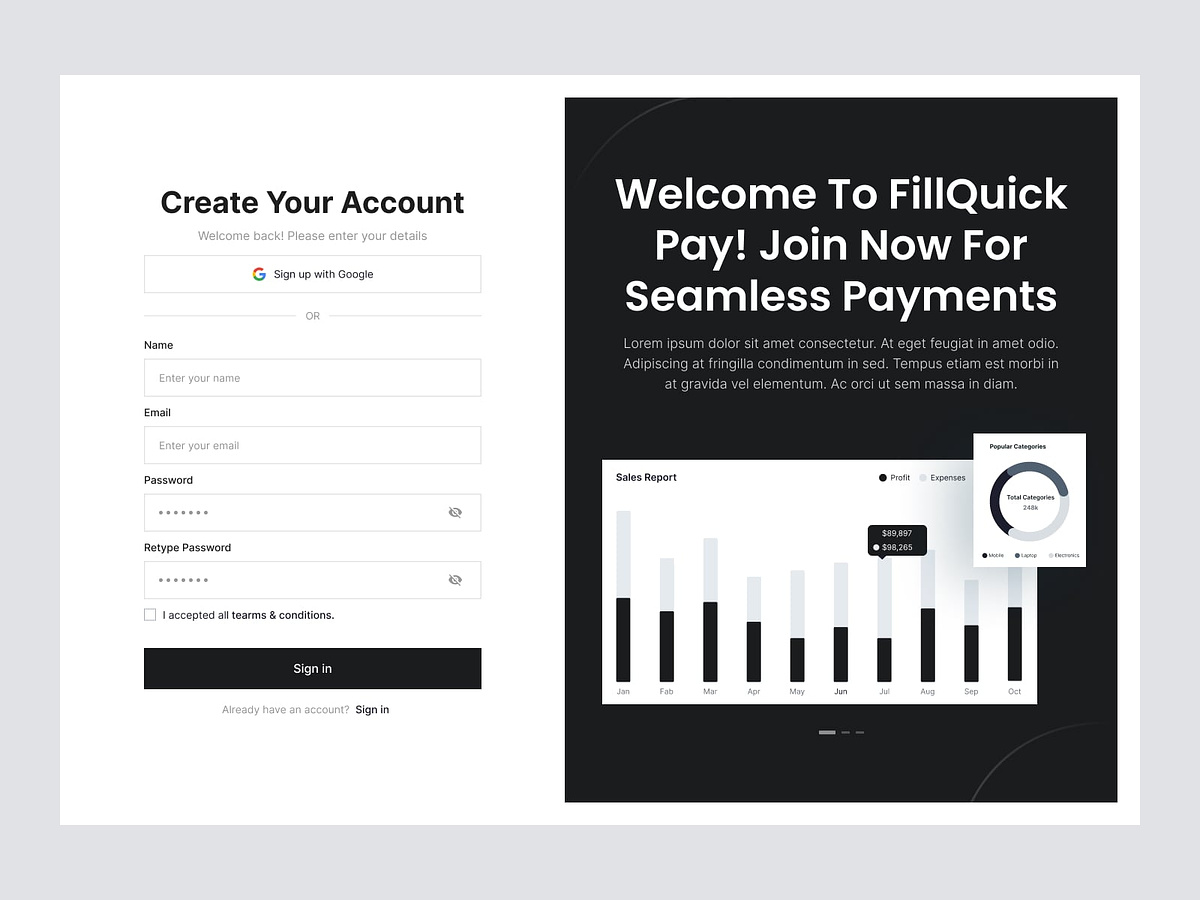 Create Your Account
Welcome back! Please enter your details
Sign up with Google
OR
Name
Enter your name
Email
Enter your email
Password
Retype Password
I accepted all tearms & conditions.
Sign in
Already have an account? Sign in
Welcome To FillQuick
Pay! Join Now For
Seamless Payments
Lorem ipsum dolor sit amet consectetur. At eget feugiat in amet odio.
Adipiscing at fringilla condimentum in sed. Tempus etiam est morbi in
at gravida vel elementum. Ac orci ut sem massa in diam.
Sales Report
Profit
Expenses
$89,897
$98,265
Jan Fab Mar Apr May Jun Jul Aug Sep Oct
Popular Categories
Total Categories
248k
Mobile Laptop Electronics